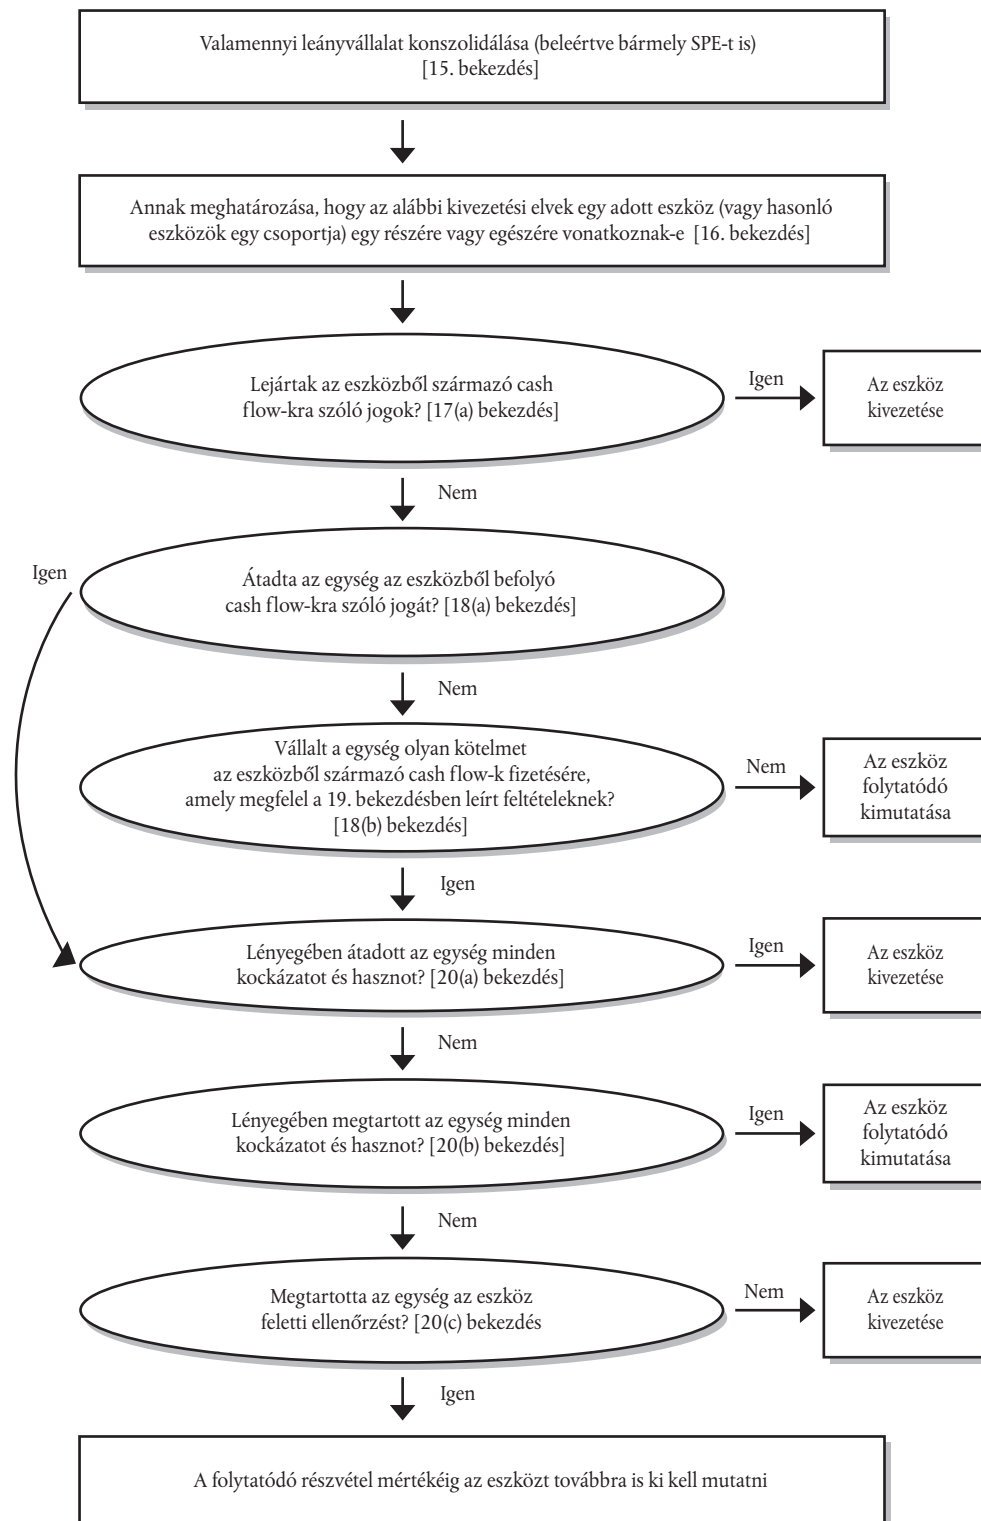 Valamennyi leányvállalat konszolidálása (beleértve bármely SPE-t is)
[15. bekezdés]
Annak meghatározása, hogy az alábbi kivezetési elvek egy adott eszköz (vagy hasonló
eszközök egy csoportja) egy részére vagy egészére vonatkoznak-e [16. bekezdés]
Lejártak az eszközből származó cash
flow-kra szóló jogok? [17(a) bekezdés]
Igen
Az eszköz
kivezetése
Nem
Igen
Átadta az egység az eszközből befolyó
cash flow-kra szóló jogát? [18(a) bekezdés]
Nem
Vállalt a egység olyan kötelmet
az eszközből származó cash flow-k fizetésére,
amely megfelel a 19. bekezdésben leírt feltételeknek?
[18(b) bekezdés]
Nem
Az eszköz
folytatódó
kimutatása
Igen
Lényegében átadott az egység minden
kockázatot és hasznot? [20(a) bekezdés]
Igen
Az eszköz
kivezetése
Nem
Lényegében megtartott az egység minden
kockázatot és hasznot? [20(b) bekezdés]
Igen
Az eszköz
folytatódó
kimutatása
Nem
Megtartotta az egység az eszköz
feletti ellenőrzést? [20(c) bekezdés
Nem
Az eszköz
kivezetése
Igen
A folytatódó részvétel mértékéig az eszközt továbbra is ki kell mutatni